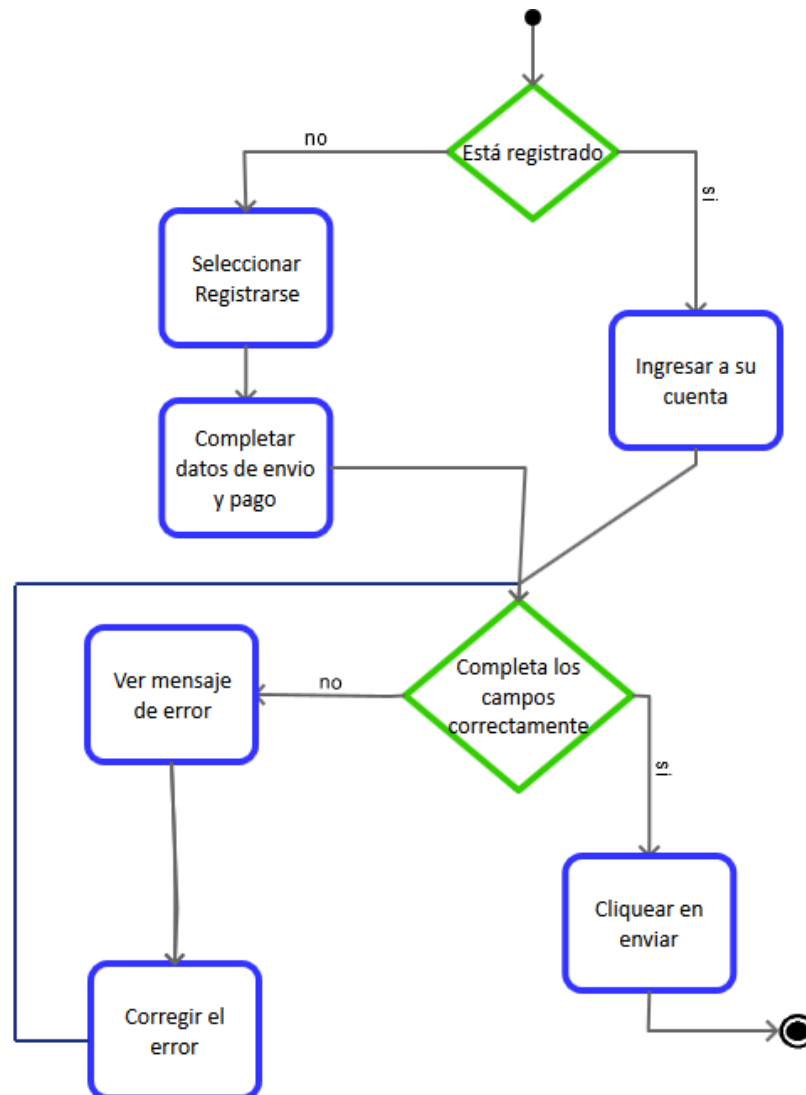 no
Está registrado
si
Seleccionar
Registrarse
Ingresar a su
cuenta
Completar
datos de envio
y pago
Ver mensaje
de error
no
Completa los
campos
correctamente
si
Cliquear en
enviar
Corregir el
error